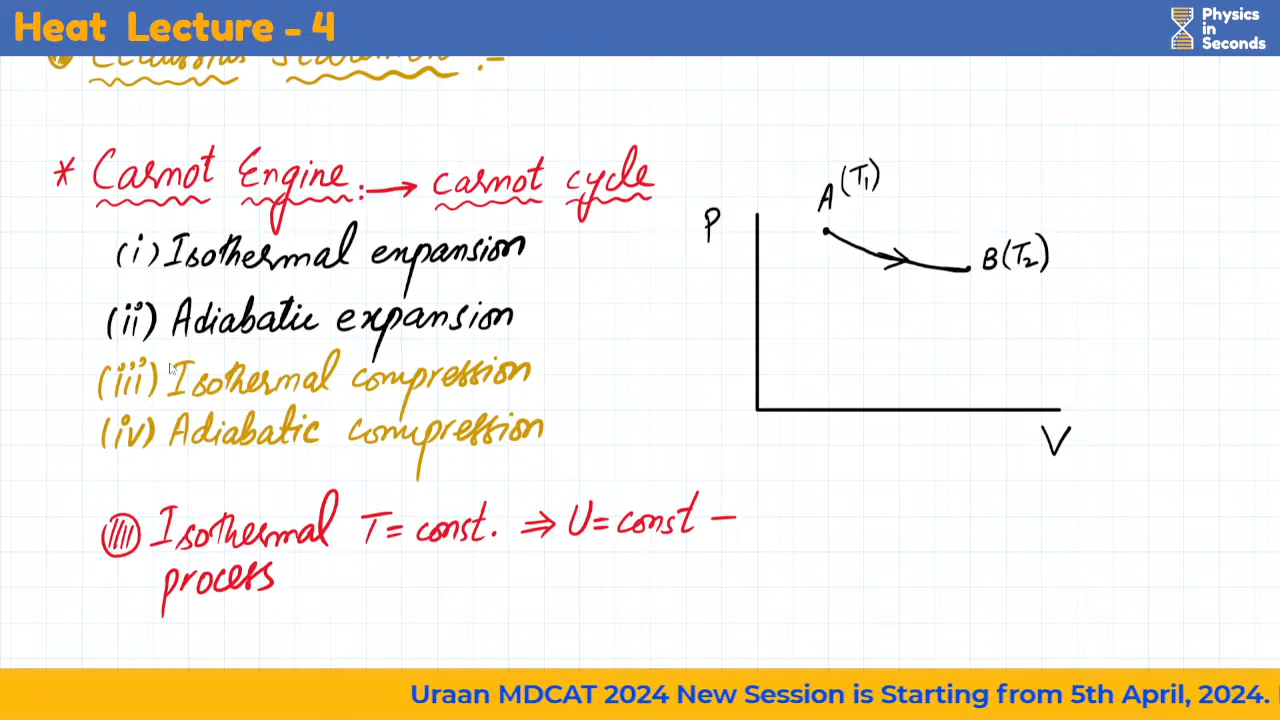 Heat Lecture - 4
Physics
in
Seconds
* Carnot Engine :→ carnot cycle
(i) Isothermal expansion
(ii) Adiabatic expansion
(iii) Isothermal compression
(iv) Adiabatic compression
Isothermal T = const. ⇒ U = const –
process
A (T1)
P
B (T2)
V
Uraan MDCAT 2024 New Session is Starting from 5th April, 2024.